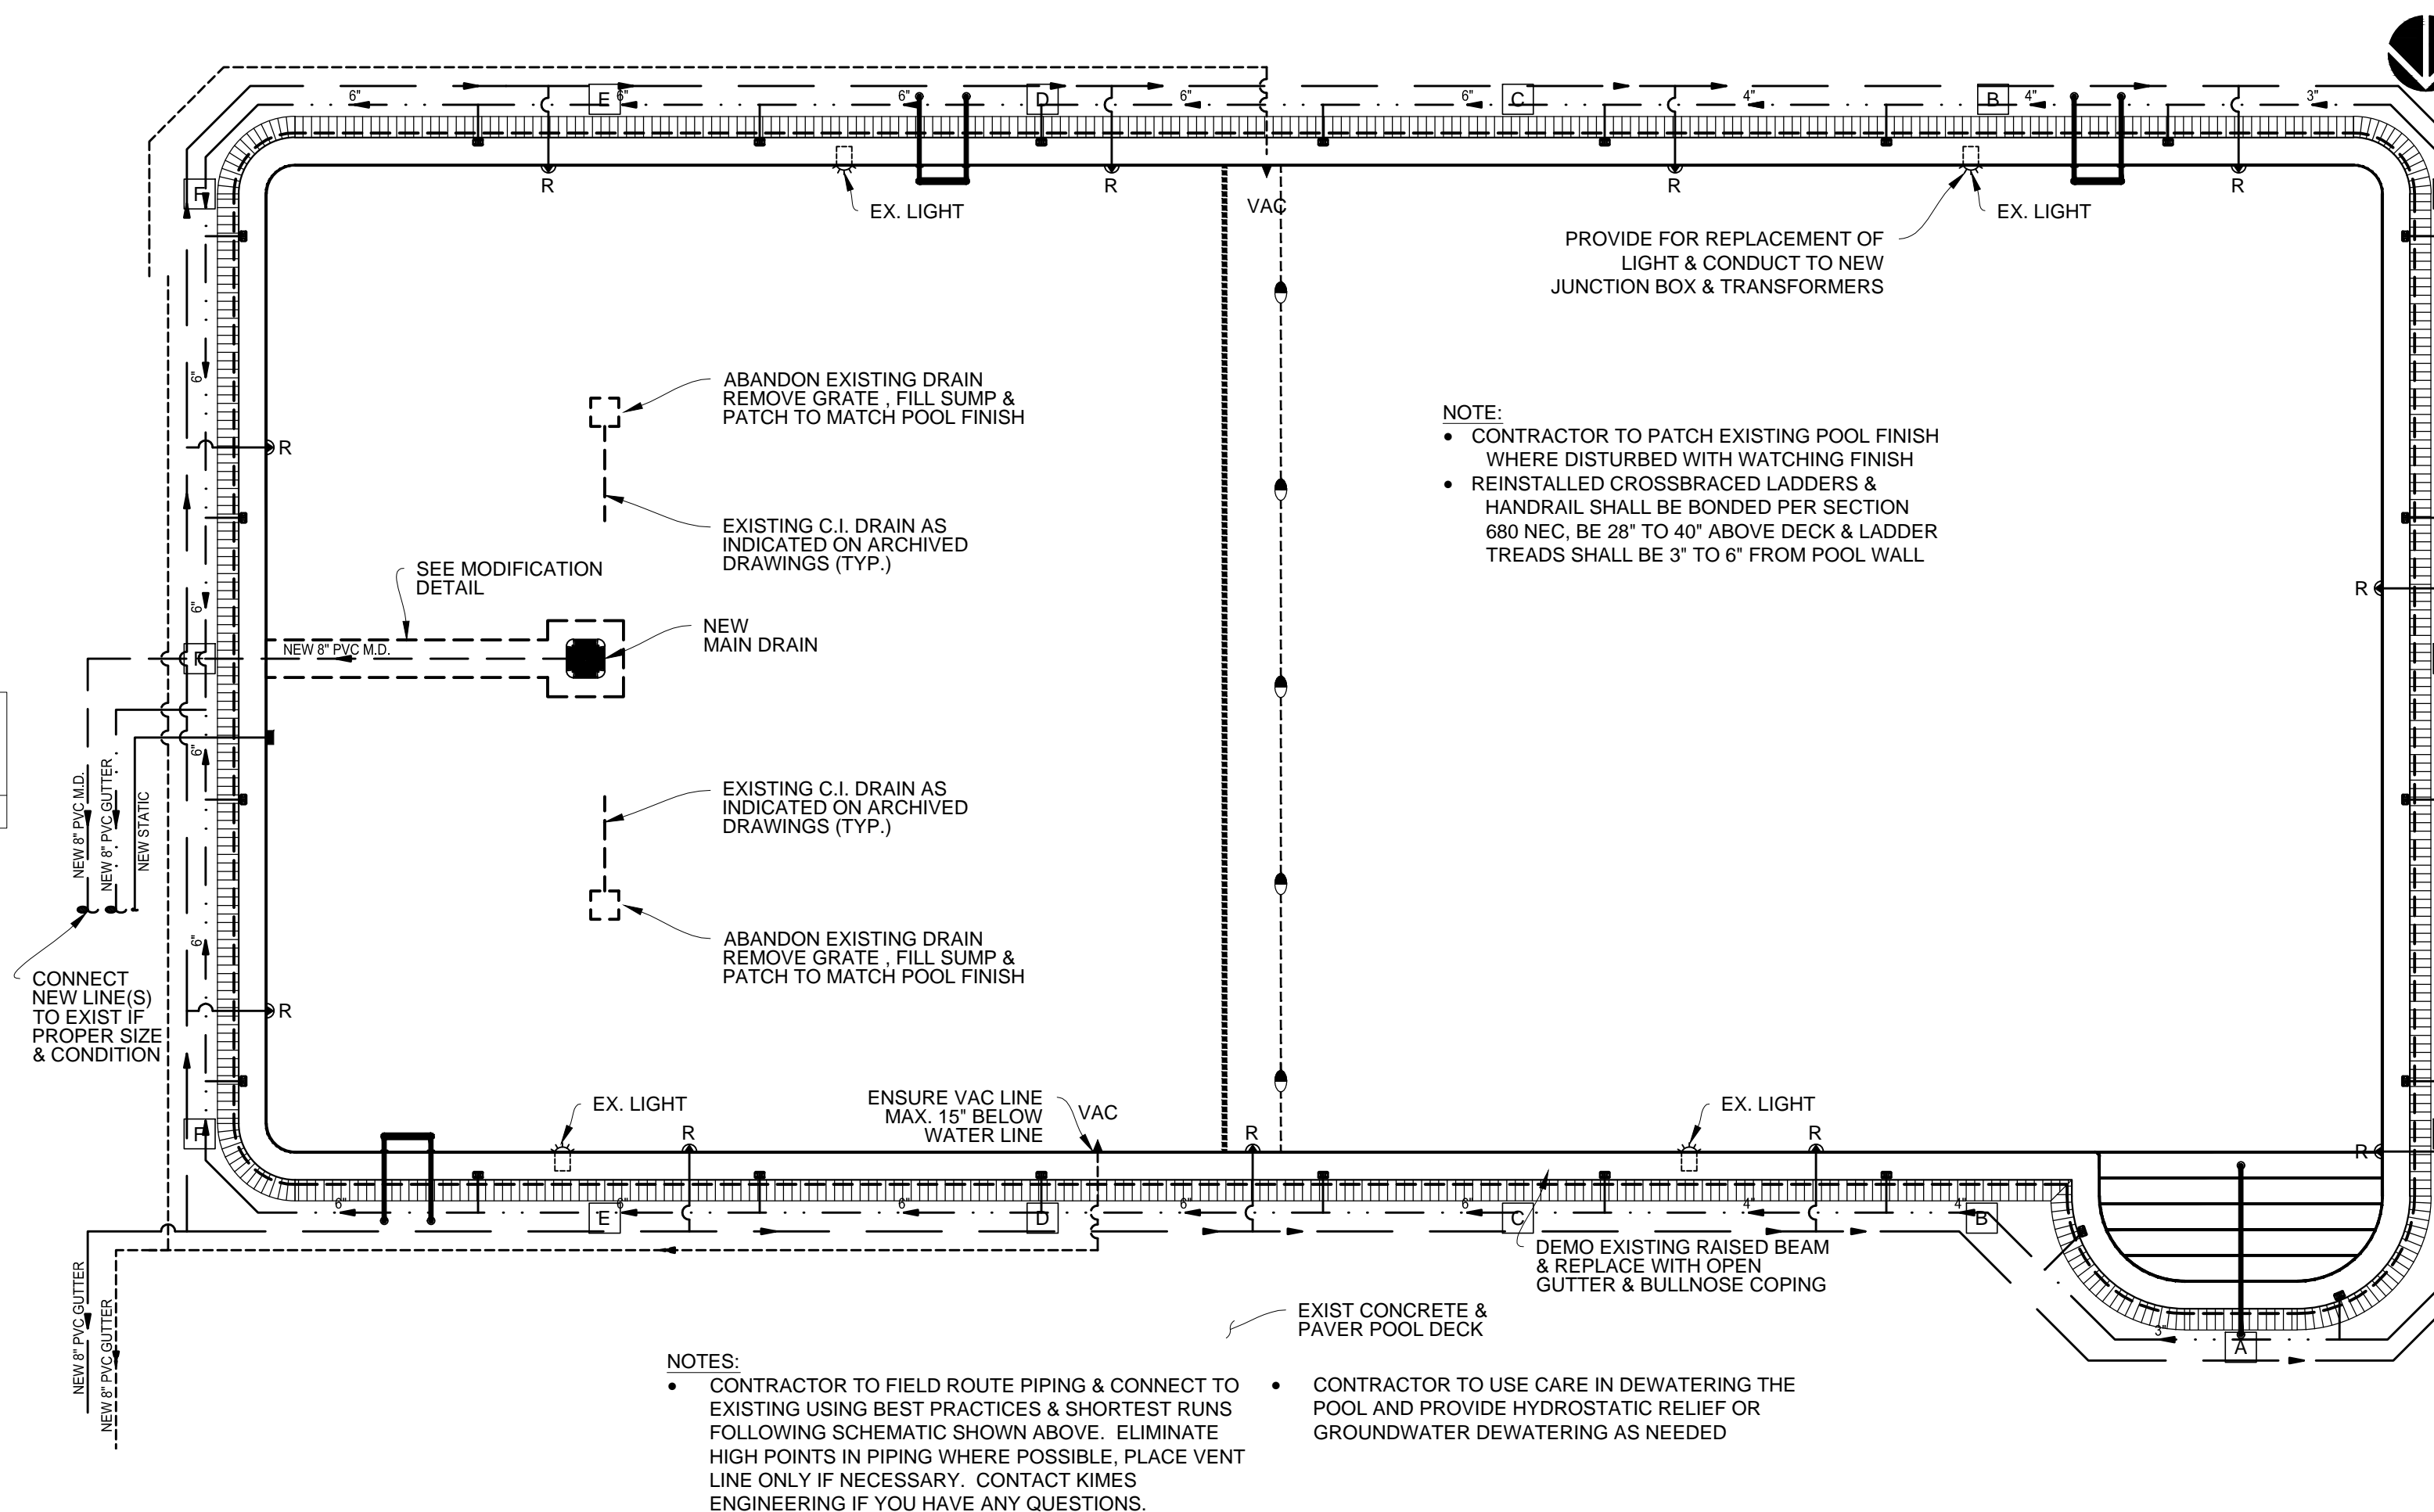 6"
E
6"
6"
D
6"
6"
C
4"
B
4"
3"
F
R
EX. LIGHT
R
VAC
R
EX. LIGHT
R
PROVIDE FOR REPLACEMENT OF
LIGHT & CONDUCT TO NEW
JUNCTION BOX & TRANSFORMERS
6"
ABANDON EXISTING DRAIN
REMOVE GRATE , FILL SUMP &
PATCH TO MATCH POOL FINISH
R
NOTE:
• CONTRACTOR TO PATCH EXISTING POOL FINISH
WHERE DISTURBED WITH WATCHING FINISH
• REINSTALLED CROSSBRACED LADDERS &
HANDRAIL SHALL BE BONDED PER SECTION
680 NEC, BE 28" TO 40" ABOVE DECK & LADDER
TREADS SHALL BE 3" TO 6" FROM POOL WALL
EXISTING C.I. DRAIN AS
INDICATED ON ARCHIVED
DRAWINGS (TYP.)
SEE MODIFICATION
DETAIL
R
6"
NEW
MAIN DRAIN
NEW 8" PVC M.D.
F
6"
NEW 8" PVC M.D.
NEW 8" PVC GUTTER
NEW STATIC
EXISTING C.I. DRAIN AS
INDICATED ON ARCHIVED
DRAWINGS (TYP.)
6"
ABANDON EXISTING DRAIN
REMOVE GRATE , FILL SUMP &
PATCH TO MATCH POOL FINISH
CONNECT
NEW LINE(S)
TO EXIST IF
PROPER SIZE
& CONDITION
R
EX. LIGHT
ENSURE VAC LINE
MAX. 15" BELOW
WATER LINE
VAC
EX. LIGHT
F
R
R
R
R
6"
E
6"
6"
D
6"
6"
C
4"
4"
B
DEMO EXISTING RAISED BEAM
& REPLACE WITH OPEN
GUTTER & BULLNOSE COPING
NEW 8" PVC GUTTER
NEW 8" PVC GUTTER
EXIST CONCRETE &
PAVER POOL DECK
3"
A
NOTES:
• CONTRACTOR TO FIELD ROUTE PIPING & CONNECT TO
EXISTING USING BEST PRACTICES & SHORTEST RUNS
FOLLOWING SCHEMATIC SHOWN ABOVE. ELIMINATE
HIGH POINTS IN PIPING WHERE POSSIBLE, PLACE VENT
LINE ONLY IF NECESSARY. CONTACT KIMES
ENGINEERING IF YOU HAVE ANY QUESTIONS.
• CONTRACTOR TO USE CARE IN DEWATERING THE
POOL AND PROVIDE HYDROSTATIC RELIEF OR
GROUNDWATER DEWATERING AS NEEDED